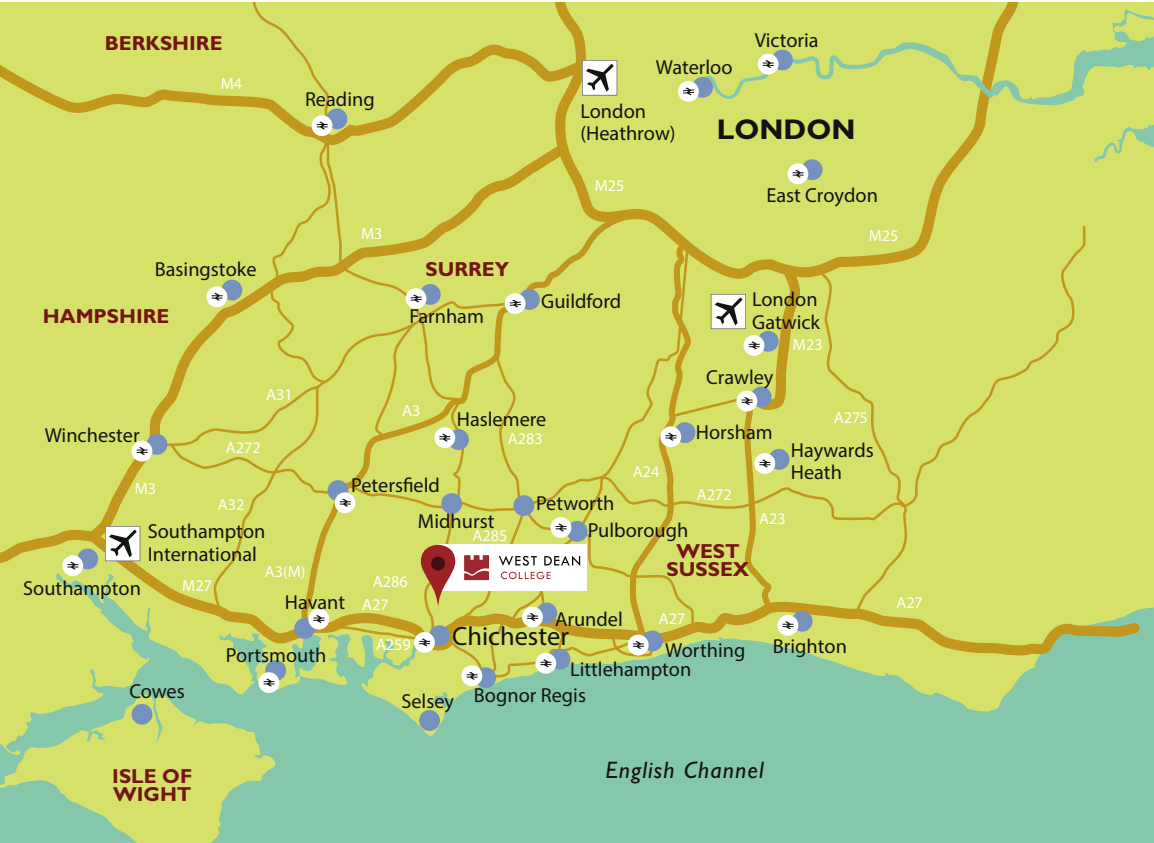 BERKSHIRE
Victoria
Waterloo
M4
Reading
London
(Heathrow)
LONDON
M25
East Croydon
M3
M25
Basingstoke
SURREY
HAMPSHIRE
Farnham
Guildford
London
Gatwick
M23
Crawley
A31
A3
Haslemere
A283
A275
Winchester
A272
Horsham
Haywards
Heath
M3
A32
Petersfield
Midhurst
Petworth
A24
A272
A23
Southampton
International
A285
Pulborough
WEST
SUSSEX
Southampton
M27
A3(M)
A286
WEST DEAN
COLLEGE
Havant
A27
A259
Chichester
Arundel
A27
A27
Portsmouth
Worthing
Brighton
Littlehampton
Cowes
Selsey
Bognor Regis
ISLE OF
WIGHT
English Channel